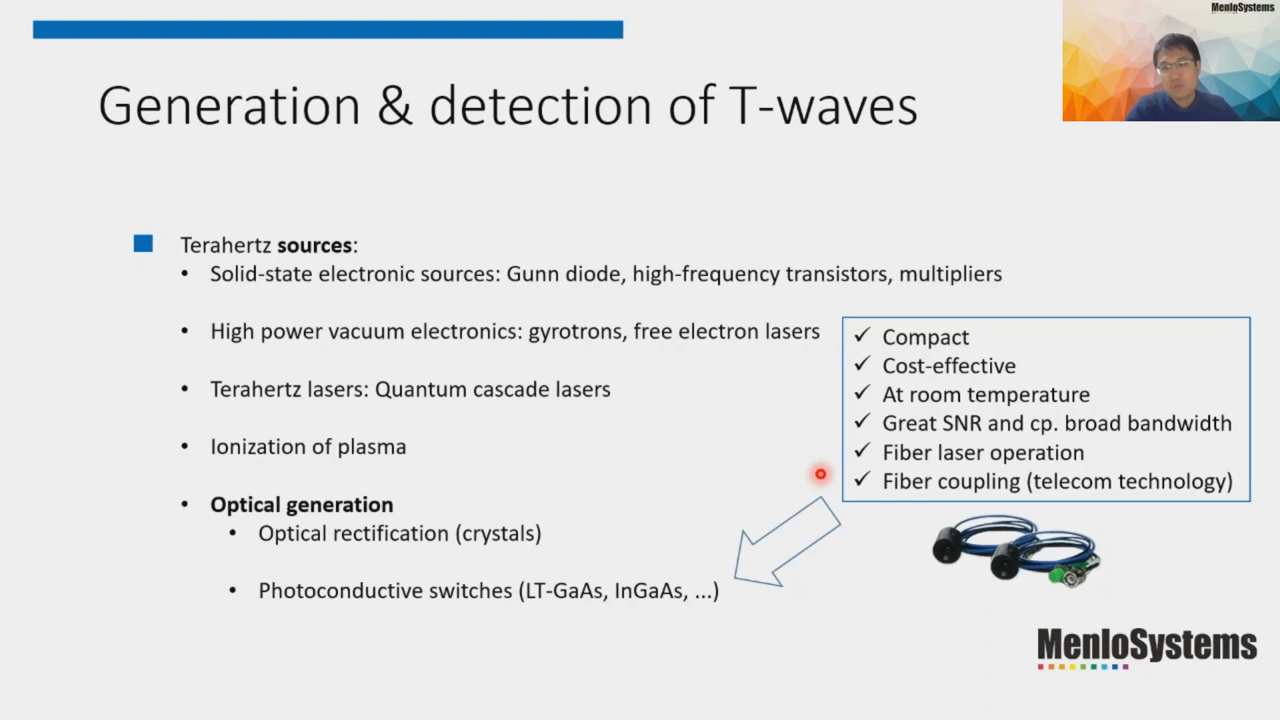 MenloSystems
Generation & detection of T-waves
Terahertz sources:
• Solid-state electronic sources: Gunn diode, high-frequency transistors, multipliers
• High power vacuum electronics: gyrotrons, free electron lasers
• Terahertz lasers: Quantum cascade lasers
• Ionization of plasma
• Optical generation
• Optical rectification (crystals)
• Photoconductive switches (LT-GaAs, InGaAs, ...)
✓ Compact
✓ Cost-effective
✓ At room temperature
✓ Great SNR and cp. broad bandwidth
✓ Fiber laser operation
✓ Fiber coupling (telecom technology)
MenloSystems